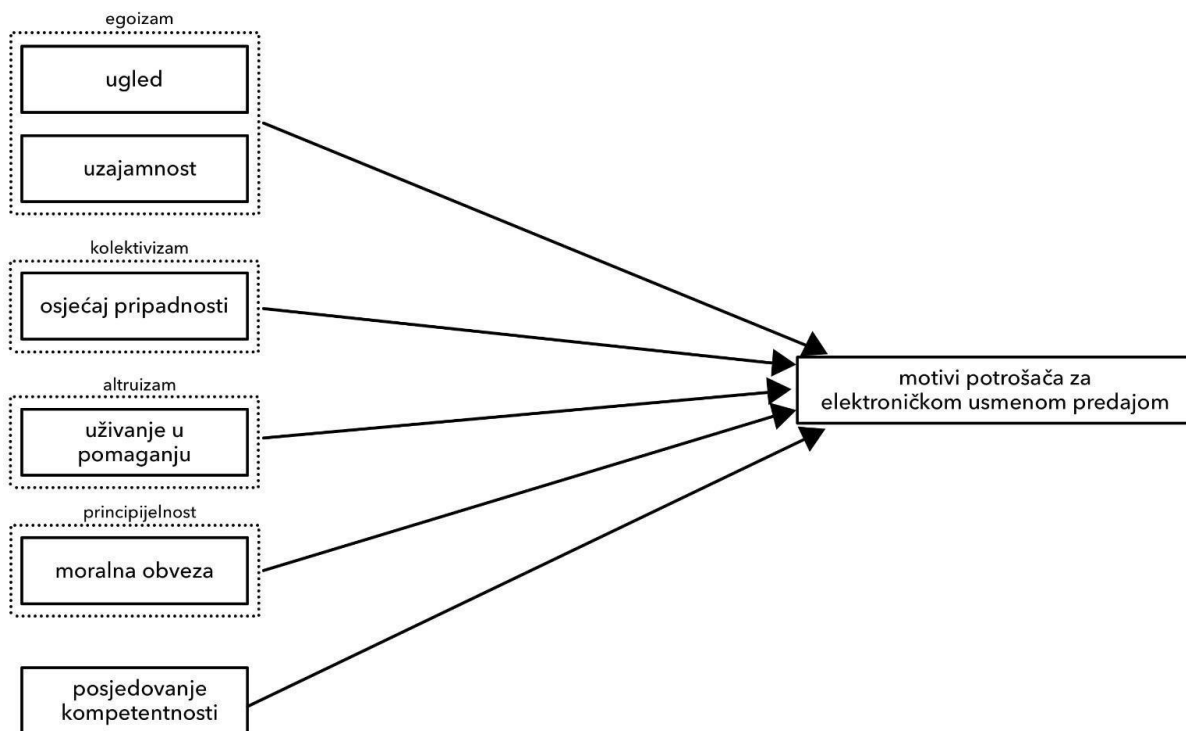 egoizam
ugled
uzajamnost
kolektivizam
osjećaj pripadnosti
altruizam
uživanje u
pomaganju
principijelnost
moralna obveza
posjedovanje
kompetentnosti
motivi potrošača za
elektroničkom usmenom predajom